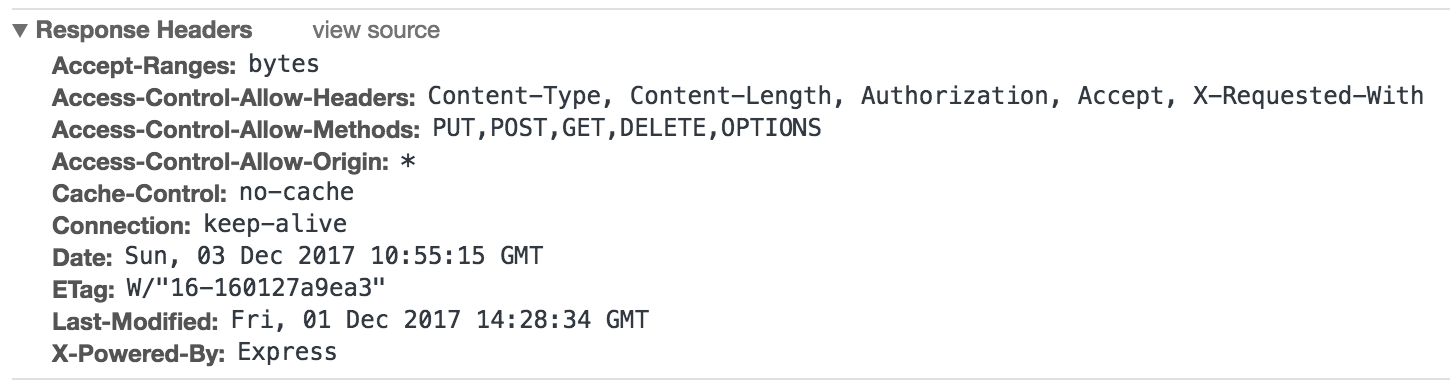 ▼ Response Headers view source
Accept-Ranges: bytes
Access-Control-Allow-Headers: Content-Type, Content-Length, Authorization, Accept, X-Requested-With
Access-Control-Allow-Methods: PUT,POST,GET,DELETE,OPTIONS
Access-Control-Allow-Origin: *
Cache-Control: no-cache
Connection: keep-alive
Date: Sun, 03 Dec 2017 10:55:15 GMT
ETag: W/"16-160127a9ea3"
Last-Modified: Fri, 01 Dec 2017 14:28:34 GMT
X-Powered-By: Express